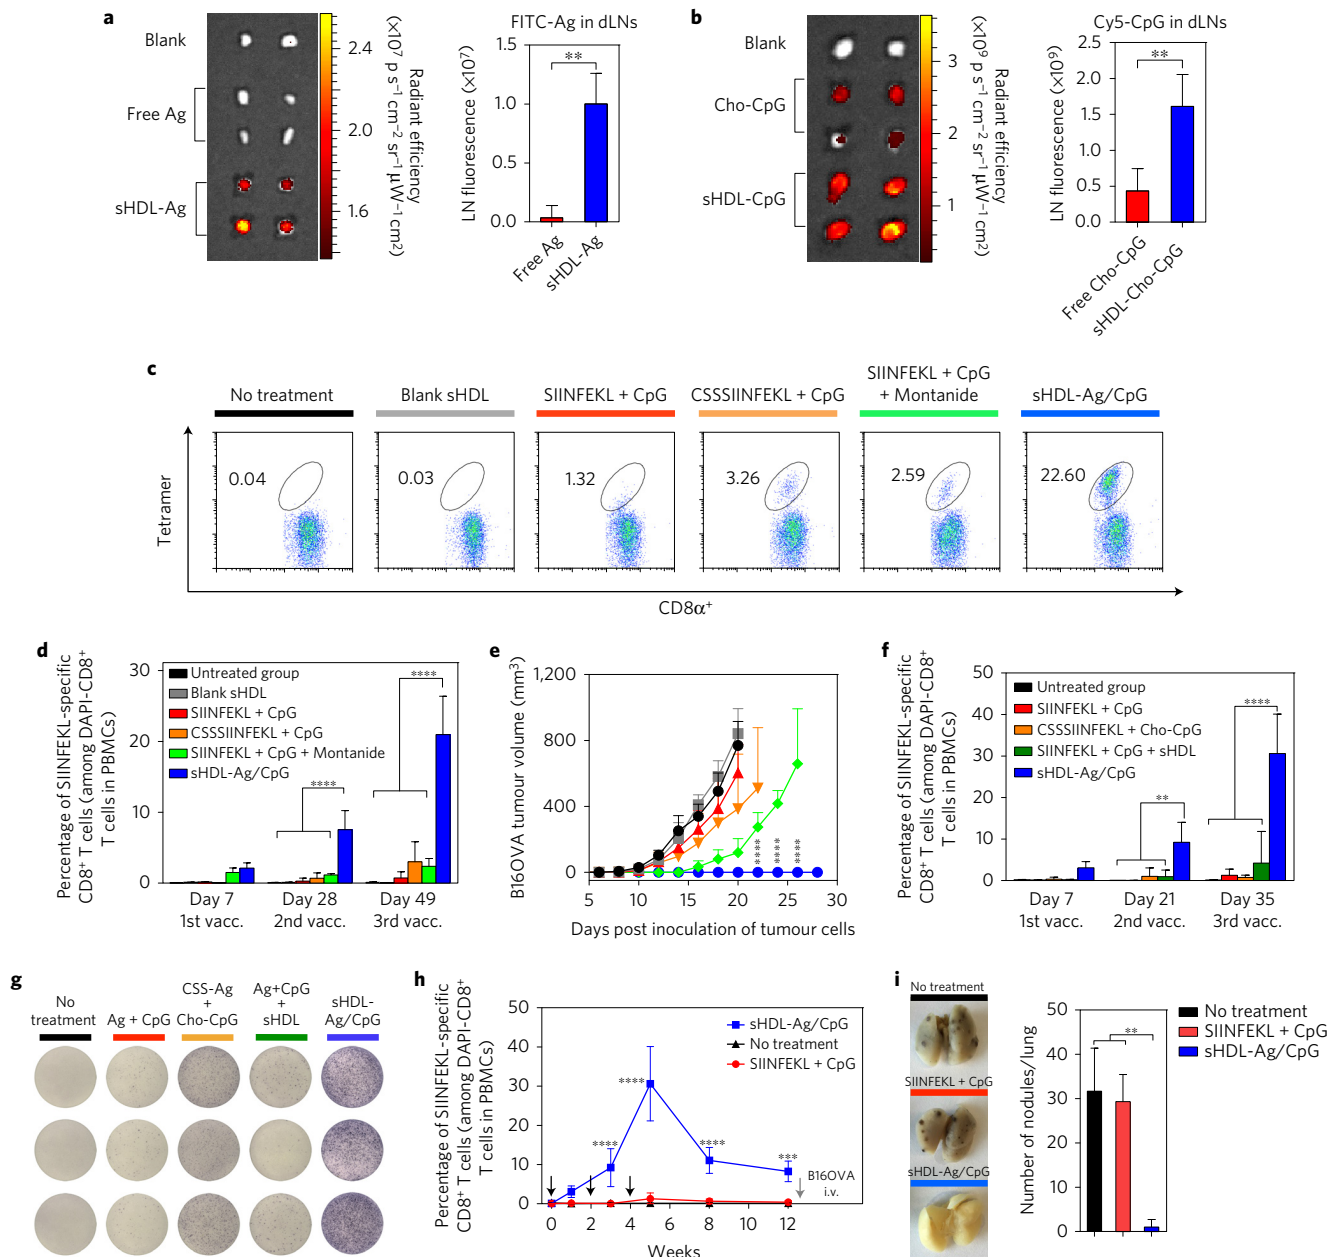 a
Blank
Free Ag
sHDL-Ag
2.4
2.0
1.6
Radiant efficiency
(×10⁷ p s⁻¹ cm⁻² sr⁻¹ µW⁻¹ cm²)
FITC-Ag in dLNs
LN fluorescence (×10⁷)
1.5
1.0
0.5
0.0
**
Free Ag
sHDL-Ag
b
Blank
Cho-CpG
sHDL-CpG
3
2
1
Radiant efficiency
(×10⁹ p s⁻¹ cm⁻² sr⁻¹ µW⁻¹ cm²)
Cy5-CpG in dLNs
LN fluorescence (×10⁹)
2.5
2.0
1.5
1.0
0.5
0.0
**
Free Cho-CpG
sHDL-Cho-CpG
c
No treatment
Blank sHDL
SIINFEKL + CpG
CSSSIINFEKL + CpG
SIINFEKL + CpG
+ Montanide
sHDL-Ag/CpG
0.04
0.03
1.32
3.26
2.59
22.60
Tetramer
CD8α⁺
d
Percentage of SIINFEKL-specific
CD8⁺ T cells (among DAPI-CD8⁺
T cells in PBMCs)
30
20
10
0
Untreated group
Blank sHDL
SIINFEKL + CpG
CSSSIINFEKL + CpG
SIINFEKL + CpG + Montanide
sHDL-Ag/CpG
****
****
Day 7
1st vacc.
Day 28
2nd vacc.
Day 49
3rd vacc.
e
B16OVA tumour volume (mm³)
1,200
800
400
0
****
****
****
5
10
15
20
25
30
Days post inoculation of tumour cells
f
Percentage of SIINFEKL-specific
CD8⁺ T cells (among DAPI-CD8⁺
T cells in PBMCs)
50
40
30
20
10
0
Untreated group
SIINFEKL + CpG
CSSSIINFEKL + Cho-CpG
SIINFEKL + CpG + sHDL
sHDL-Ag/CpG
**
****
Day 7
1st vacc.
Day 21
2nd vacc.
Day 35
3rd vacc.
g
No
treatment
Ag + CpG
CSS-Ag
+
Cho-CpG
Ag+CpG
+
sHDL
sHDL-
Ag/CpG
h
Percentage of SIINFEKL-specific
CD8⁺ T cells (among DAPI-CD8⁺
T cells in PBMCs)
50
40
30
20
10
0
sHDL-Ag/CpG
No treatment
SIINFEKL + CpG
****
****
****
***
B16OVA
i.v.
0
2
4
6
8
10
12
Weeks
i
No treatment
SIINFEKL + CpG
sHDL-Ag/CpG
Number of nodules/lung
50
40
30
20
10
0
**
No treatment
SIINFEKL + CpG
sHDL-Ag/CpG